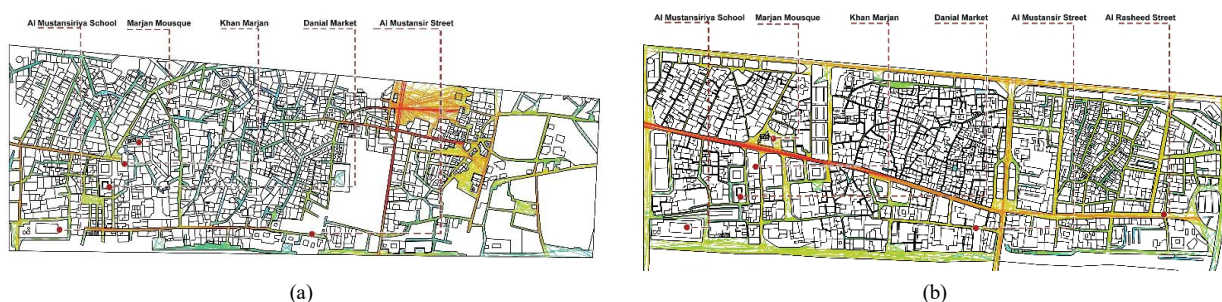 Al Mustansiriya School Marjan Mousque Khan Marjan Danial Market Al Mustansir Street
Al Mustansiriya School Marjan Mousque Khan Marjan Danial Market Al Mustansir Street Al Rasheed Street
(a)
(b)